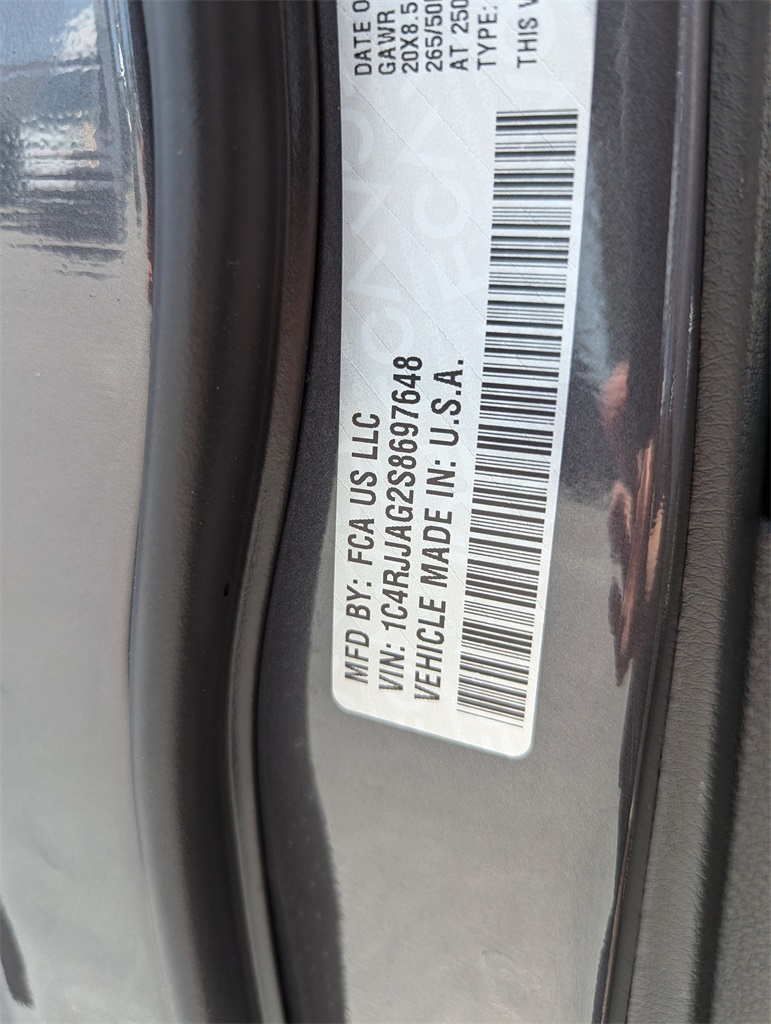 DATE O
GAWR
20X8.5
265/50
AT 250
TYPE:
THIS V
MFD BY: FCA US LLC
VIN: 1C4RJJAG2S8697648
VEHICLE MADE IN: U.S.A.